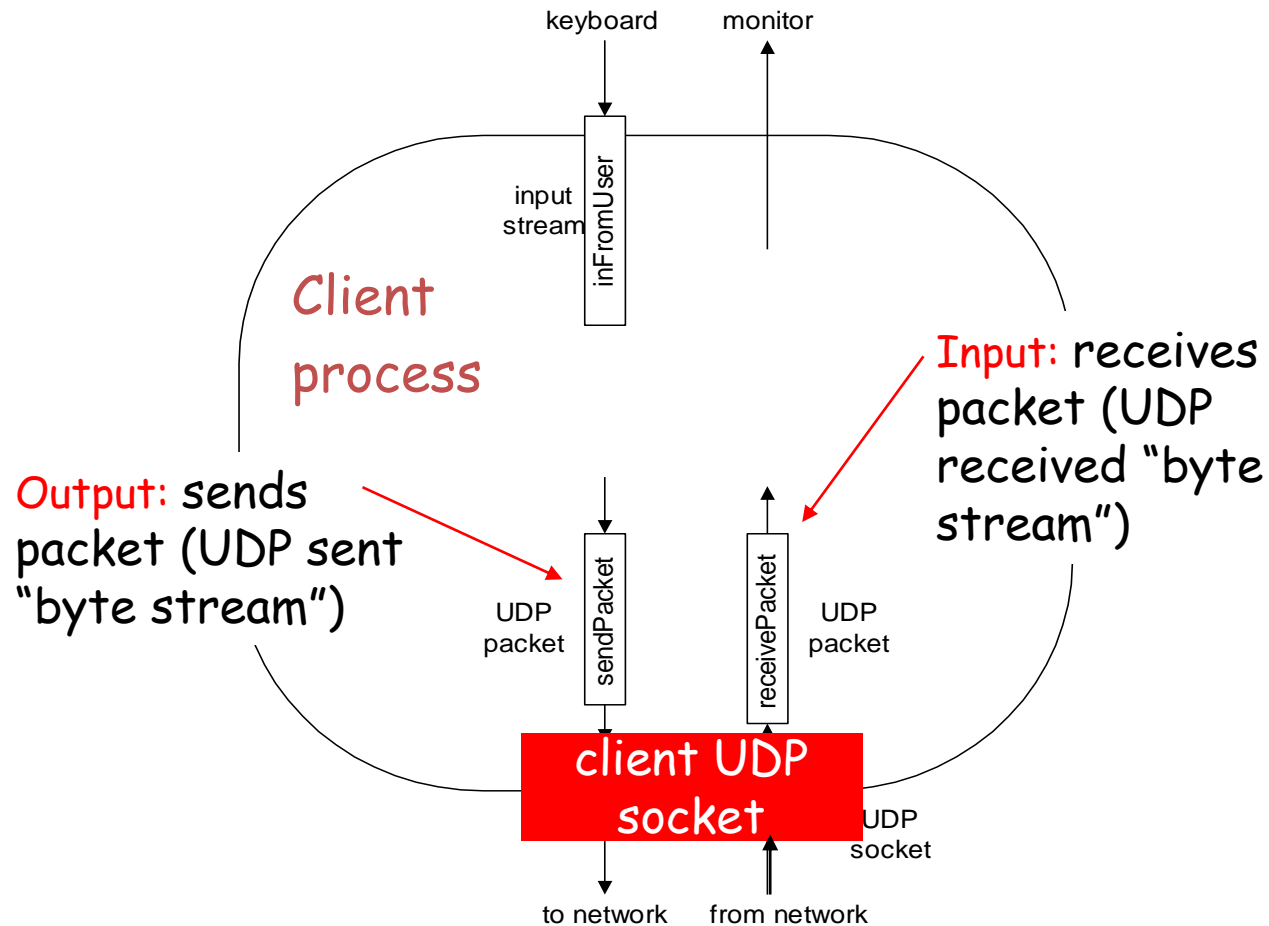 keyboard
monitor
input
stream
inFromUser
Client
process
Input: receives
packet (UDP
received “byte
stream”)
Output: sends
packet (UDP sent
“byte stream”)
UDP
packet
sendPacket
receivePacket
UDP
packet
client UDP
socket
UDP
socket
to network
from network